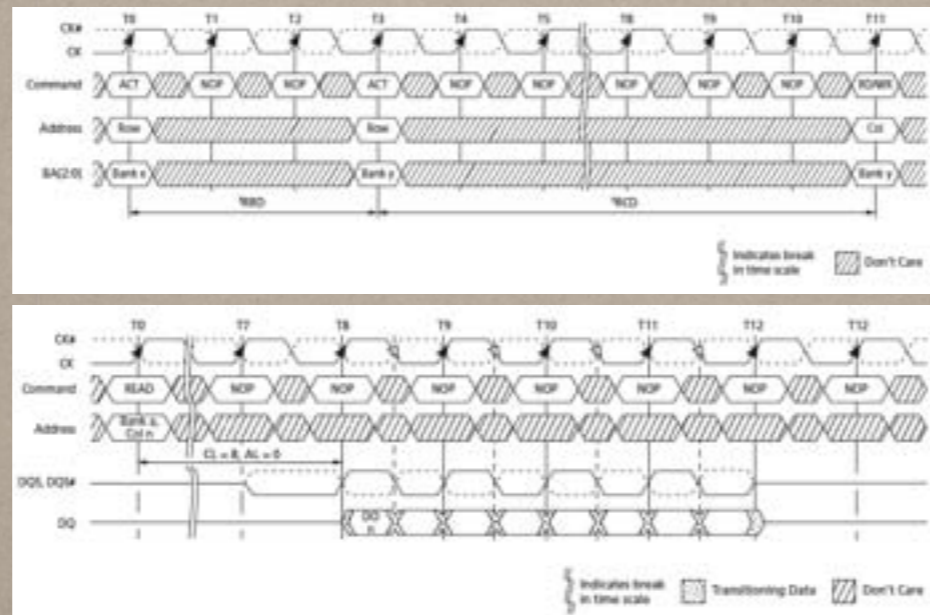 T0 T1 T2 T3 T4 T5 T8 T9 T10 T11
CK#
CK
Command ACT NOP NOP ACT NOP NOP NOP NOP NOP RD/WR
Address Row Row Col
BA[2:0] Bank x Bank y Bank y
tRRD tRCD
Indicates break
in time scale
Don't Care
T0 T7 T8 T9 T10 T11 T12 T12
CK#
CK
Command READ NOP NOP NOP NOP NOP NOP NOP
Address Bank a,
Col n
CL = 8, AL = 0
DQS, DQS#
DQ DO
n
Indicates break
in time scale
Transitioning Data
Don't Care